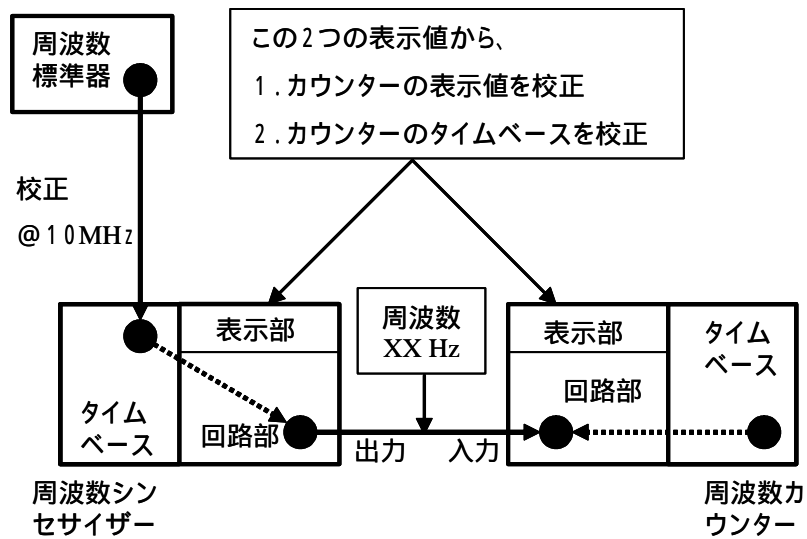 周波数
標準器
この2つの表示値から、
1．カウンターの表示値を校正
2．カウンターのタイムベースを校正
校正
@10MHz
表示部
周波数
XX Hz
表示部
タイム
ベース
回路部
タイム
ベース
回路部
出力
入力
周波数シン
セサイザー
周波数カ
ウンター